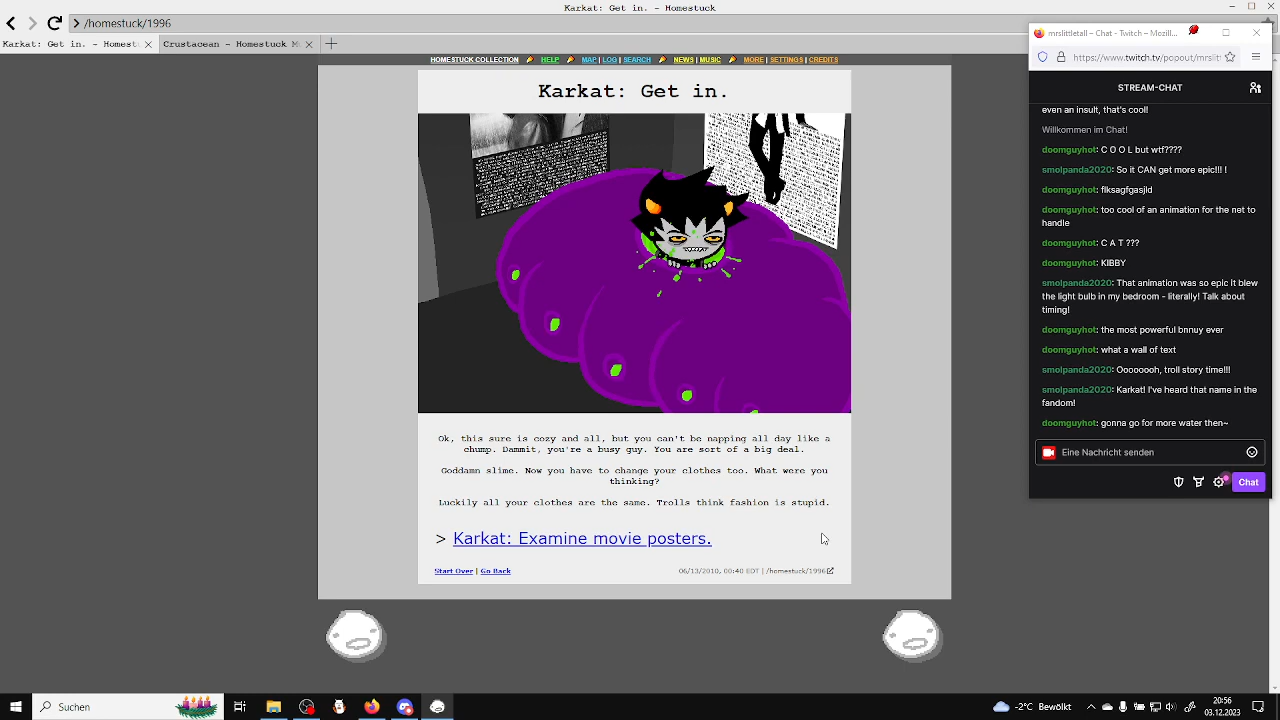 Karkat: Get in. - Homestuck
> /homestuck/1996
Karkat: Get in. - Homest
Crustacean - Homestuck M
HOMESTUCK COLLECTION HELP MAP | LOG | SEARCH NEWS | MUSIC MORE | SETTINGS | CREDITS
Karkat: Get in.
Ok, this sure is cozy and all, but you can't be napping all day like a
chump. Dammit, you're a busy guy. You are sort of a big deal.
Goddamn slime. Now you have to change your clothes too. What were you
thinking?
Luckily all your clothes are the same. Trolls think fashion is stupid.
> Karkat: Examine movie posters.
Start Over | Go Back
06/13/2010, 00:40 EDT | /homestuck/1996
mrslittletall – Chat - Twitch – Mozill...
https://www.twitch.tv/popout/mrslit
STREAM-CHAT
even an insult, that's cool!
Willkommen im Chat!
doomguyhot: C O O L but wtf????
smolpanda2020: So it CAN get more epic!!! !
doomguyhot: flksagfgasjld
doomguyhot: too cool of an animation for the net to
handle
doomguyhot: C A T ???
doomguyhot: KIBBY
smolpanda2020: That animation was so epic it blew
the light bulb in my bedroom - literally! Talk about
timing!
doomguyhot: the most powerful bnnuy ever
doomguyhot: what a wall of text
smolpanda2020: Oooooooh, troll story time!!!
smolpanda2020: Karkat! I've heard that name in the
fandom!
doomguyhot: gonna go for more water then~
Eine Nachricht senden
Chat
Suchen
-2°C Bewölkt
20:56
03.12.2023